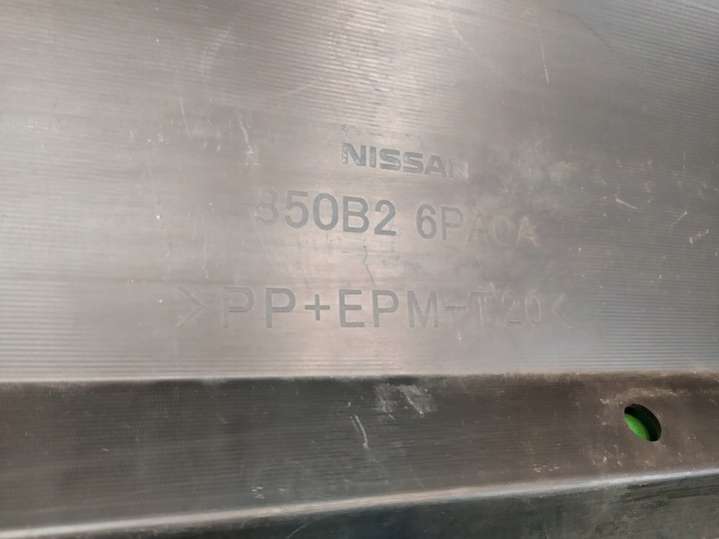 NISSAN
850B2 6PA0A
>PP+EPM-T20<